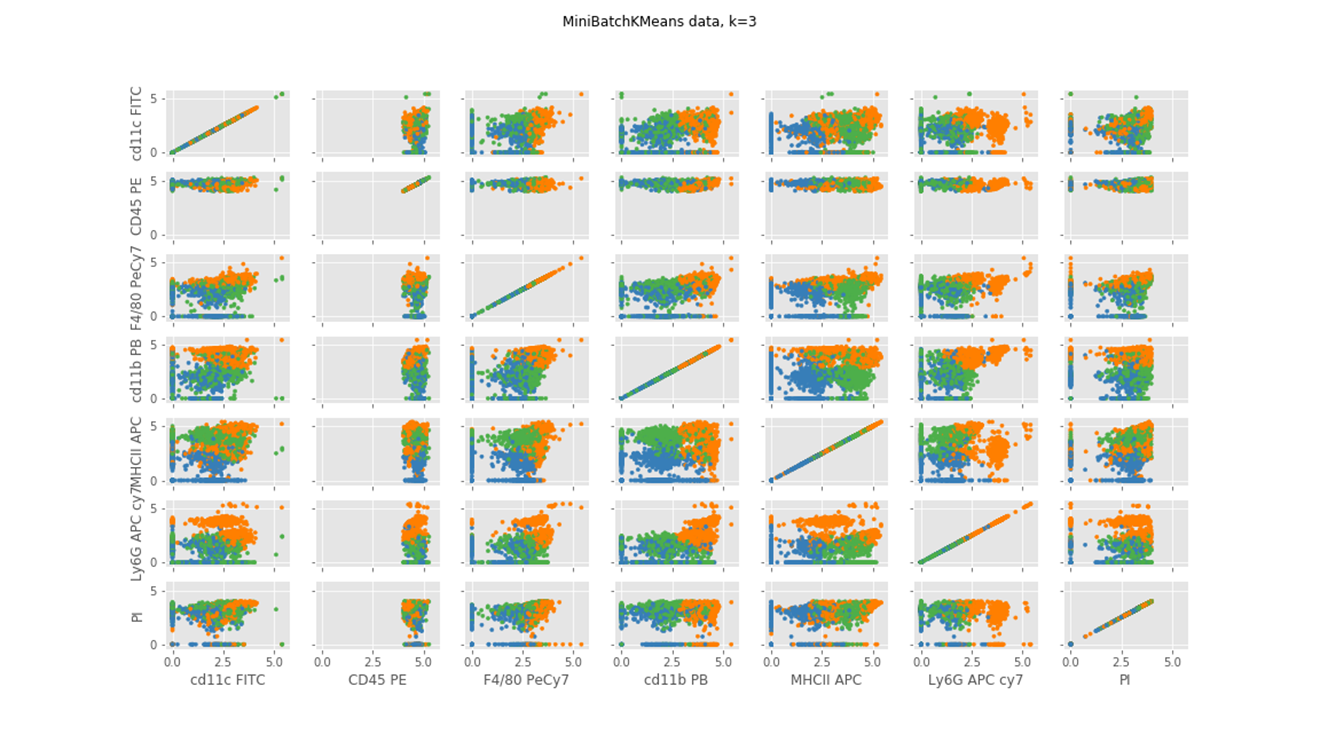 MiniBatchKMeans data, k=3
cd11c FITC
5
0
CD45 PE
5
0
F4/80 PeCy7
5
0
cd11b PB
5
0
MHCII APC
5
0
Ly6G APC cy7
5
0
PI
5
0
0.0 2.5 5.0 0.0 2.5 5.0 0.0 2.5 5.0 0.0 2.5 5.0 0.0 2.5 5.0 0.0 2.5 5.0 0.0 2.5 5.0
cd11c FITC CD45 PE F4/80 PeCy7 cd11b PB MHCII APC Ly6G APC cy7 PI